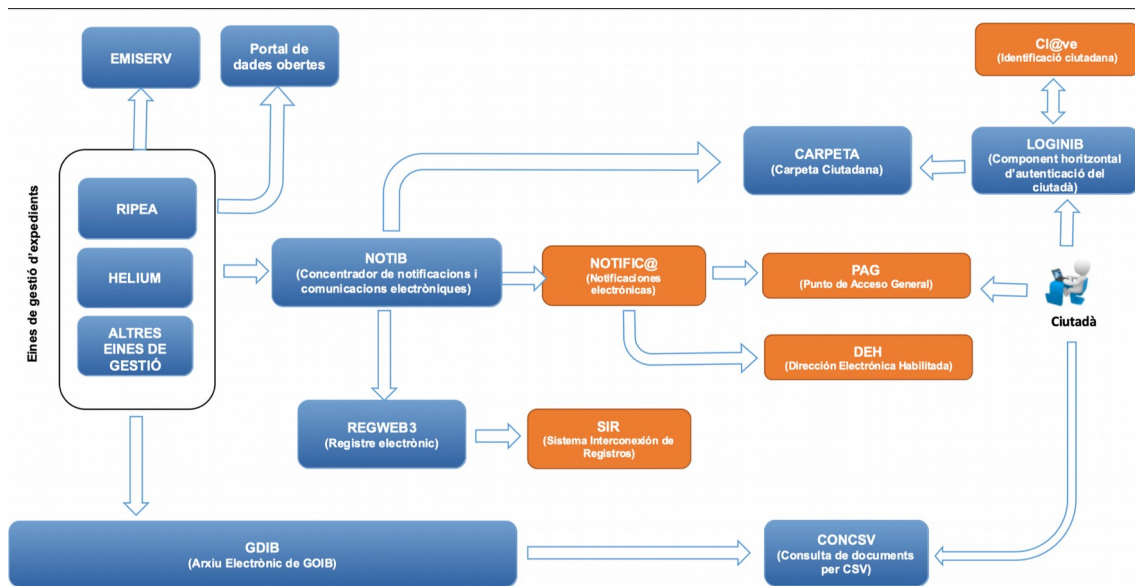 EMISERV
Portal de
dades obertes
Cl@ve
(Identificació ciutadana)
Eines de gestió d'expedients
RIPEA
HELIUM
ALTRES
EINES DE
GESTIÓ
CARPETA
(Carpeta Ciutadana)
LOGINIB
(Component horitzontal
d'autenticació del
ciutadà)
NOTIB
(Concentrador de notificacions i
comunicacions electròniques)
NOTIFIC@
(Notificaciones
electrónicas)
PAG
(Punto de Acceso General)
Ciutadà
DEH
(Dirección Electrónica Habilitada)
REGWEB3
(Registre electrònic)
SIR
(Sistema Interconexión de
Registros)
GDIB
(Arxiu Electrònic de GOIB)
CONCSV
(Consulta de documents
per CSV)